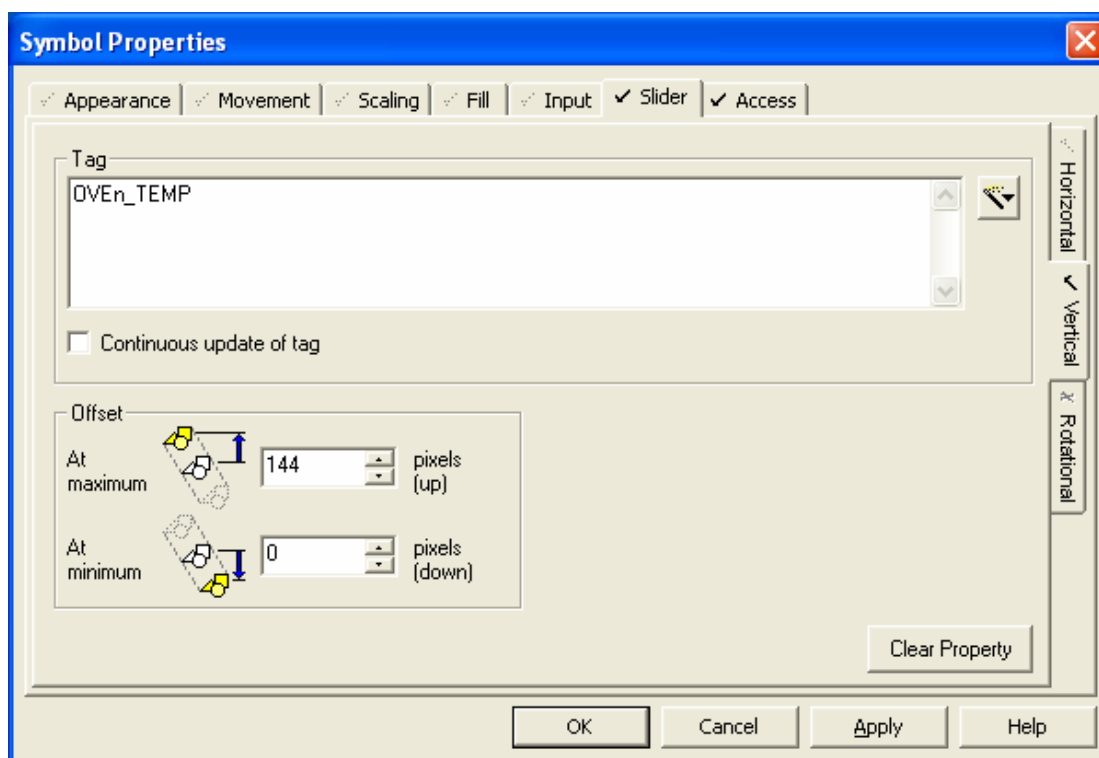 Symbol Properties
Appearance Movement Scaling Fill Input Slider Access
Tag
OVEn_TEMP
Continuous update of tag
Horizontal
Vertical
Rotational
Offset
At maximum 144 pixels (up)
At minimum 0 pixels (down)
Clear Property
OK Cancel Apply Help